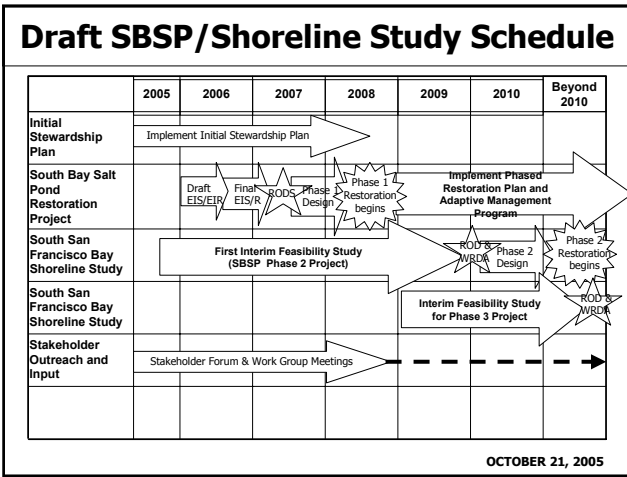 Draft SBSP/Shoreline Study Schedule
2005 2006 2007 2008 2009 2010 Beyond
2010
Initial
Stewardship
Plan
Implement Initial Stewardship Plan
South Bay Salt
Pond
Restoration
Project
Draft
EIS/EIR
Final
EIS/R
RODS
Phase 1
Design
Phase 1
Restoration
begins
Implement Phased
Restoration Plan and
Adaptive Management
Program
South San
Francisco Bay
Shoreline Study
First Interim Feasibility Study
(SBSP Phase 2 Project)
ROD &
WRDA
Phase 2
Design
Phase 2
Restoration
begins
South San
Francisco Bay
Shoreline Study
Interim Feasibility Study
for Phase 3 Project
ROD &
WRDA
Stakeholder
Outreach and
Input
Stakeholder Forum & Work Group Meetings
OCTOBER 21, 2005